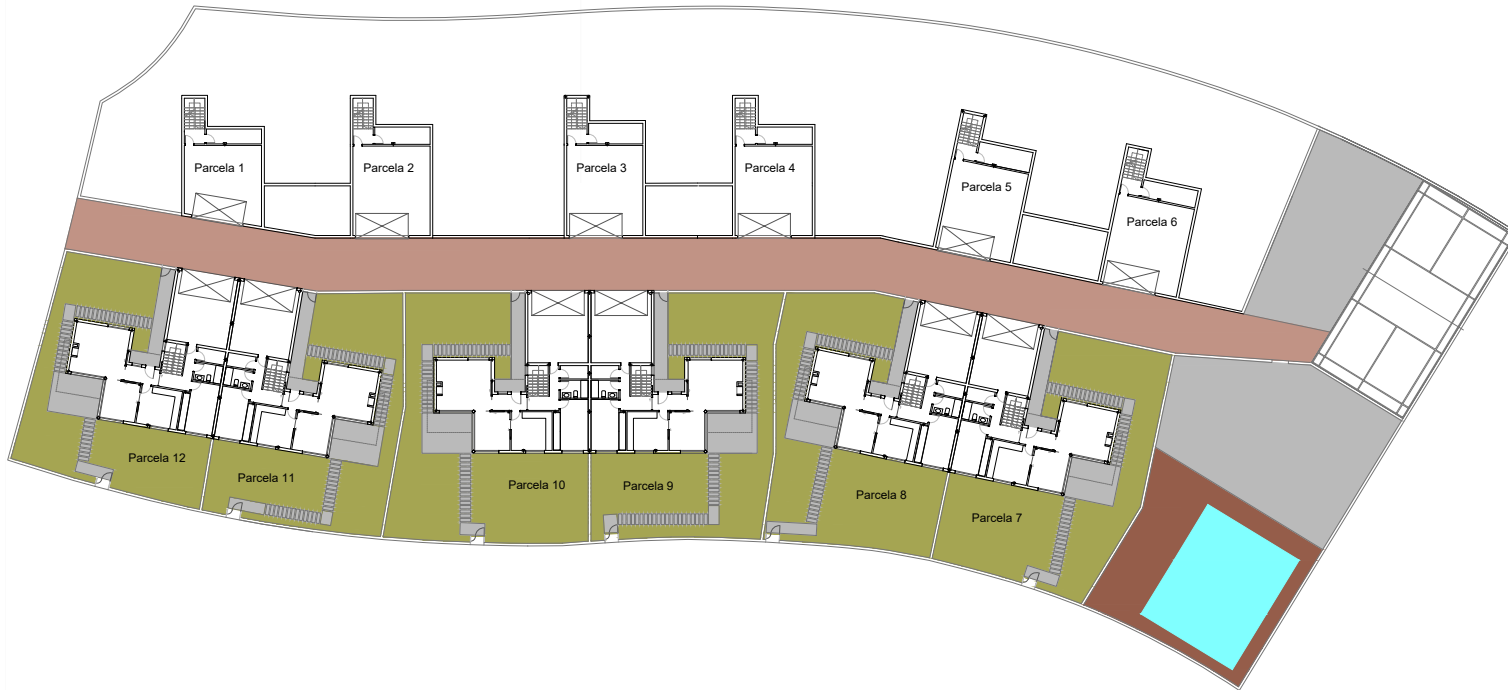 Parcela 1
Parcela 2
Parcela 3
Parcela 4
Parcela 5
Parcela 6
Parcela 12
Parcela 11
Parcela 10
Parcela 9
Parcela 8
Parcela 7